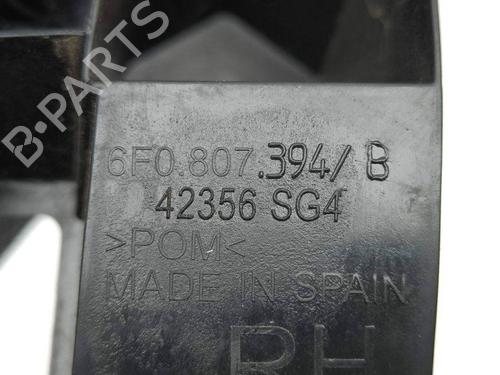 B-PARTS
6F0.807.394/B
42356 SG4
>POM<
MADE IN SPAIN
RH